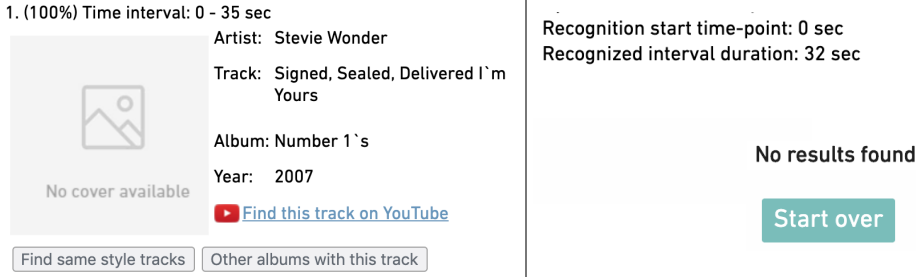 1. (100%) Time interval: 0 - 35 sec
Artist: Stevie Wonder
Track: Signed, Sealed, Delivered I`m
Yours
Album: Number 1`s
Year: 2007
No cover available
Find this track on YouTube
Find same style tracks
Other albums with this track
Recognition start time-point: 0 sec
Recognized interval duration: 32 sec
No results found
Start over